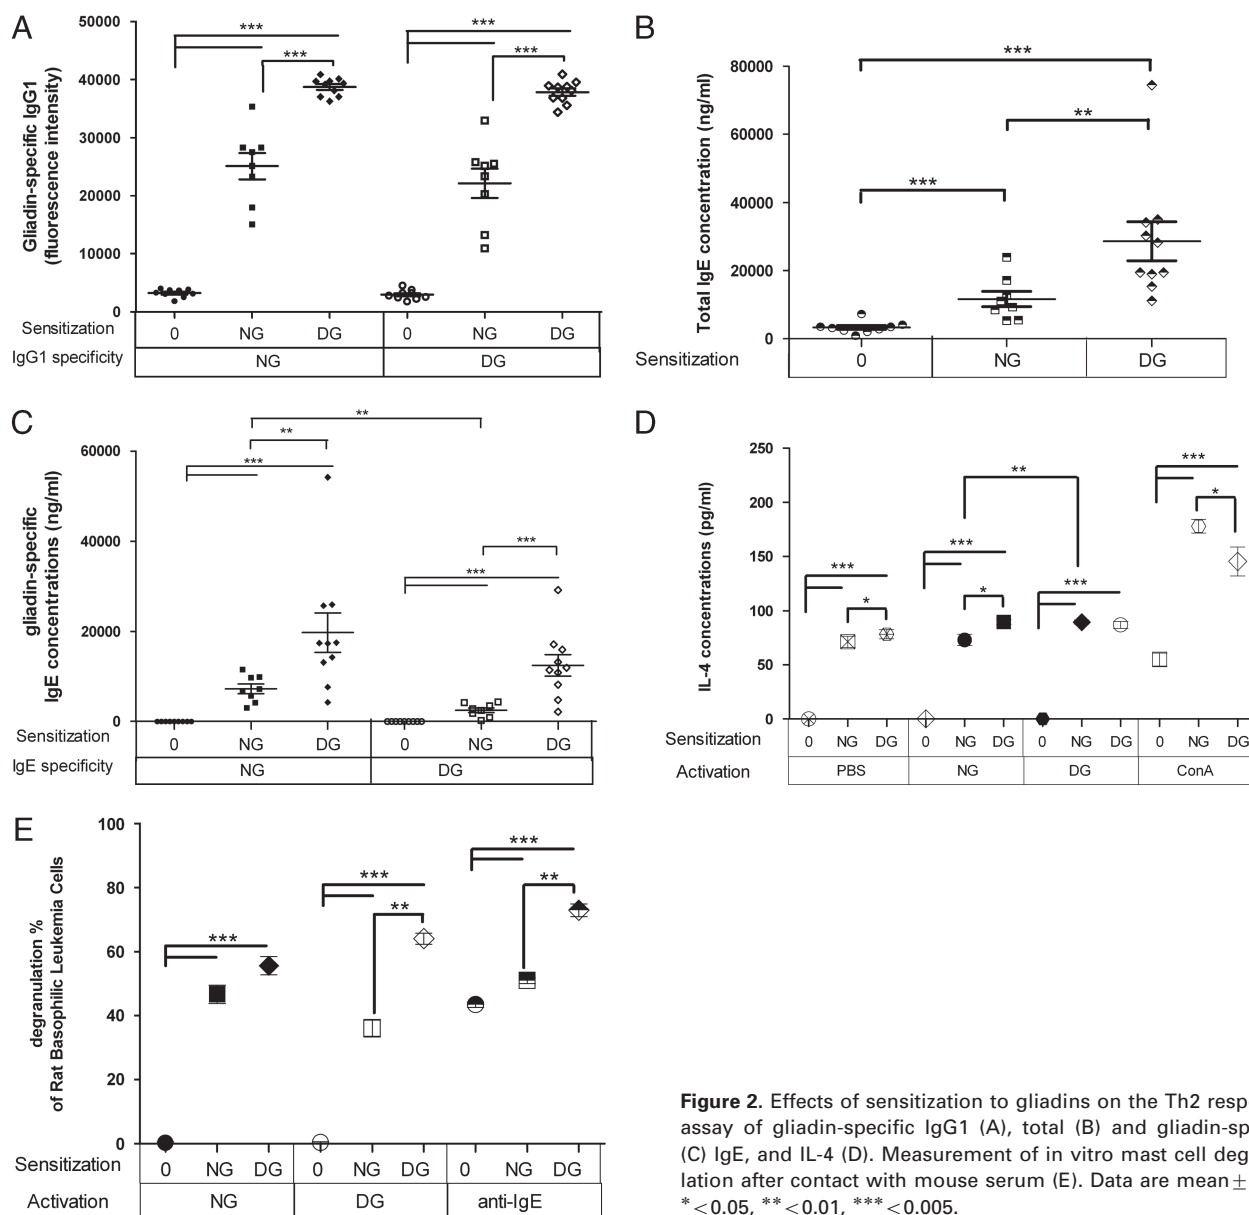 A
Gliadin-specific IgG1
(fluorescence intensity)
50000
40000
30000
20000
10000
0
***
***
***
***
Sensitization 0 NG DG 0 NG DG
IgG1 specificity NG DG
B
Total IgE concentration (ng/ml)
80000
60000
40000
20000
0
***
**
***
Sensitization 0 NG DG
C
gliadin-specific
IgE concentrations (ng/ml)
60000
40000
20000
0
**
**
***
***
***
Sensitization 0 NG DG 0 NG DG
IgE specificity NG DG
D
IL-4 concentrations (pg/ml)
250
200
150
100
50
0
***
*
***
*
**
***
***
*
Sensitization 0 NG DG 0 NG DG 0 NG DG 0 NG DG
Activation PBS NG DG ConA
E
degranulation %
of Rat Basophilic Leukemia Cells
100
80
60
40
20
0
***
***
**
***
**
Sensitization 0 NG DG 0 NG DG 0 NG DG
Activation NG DG anti-IgE
Figure 2. Effects of sensitization to gliadins on the Th2 resp
assay of gliadin-specific IgG1 (A), total (B) and gliadin-sp
(C) IgE, and IL-4 (D). Measurement of in vitro mast cell deg
lation after contact with mouse serum (E). Data are mean ±
*<0.05, **<0.01, ***<0.005.